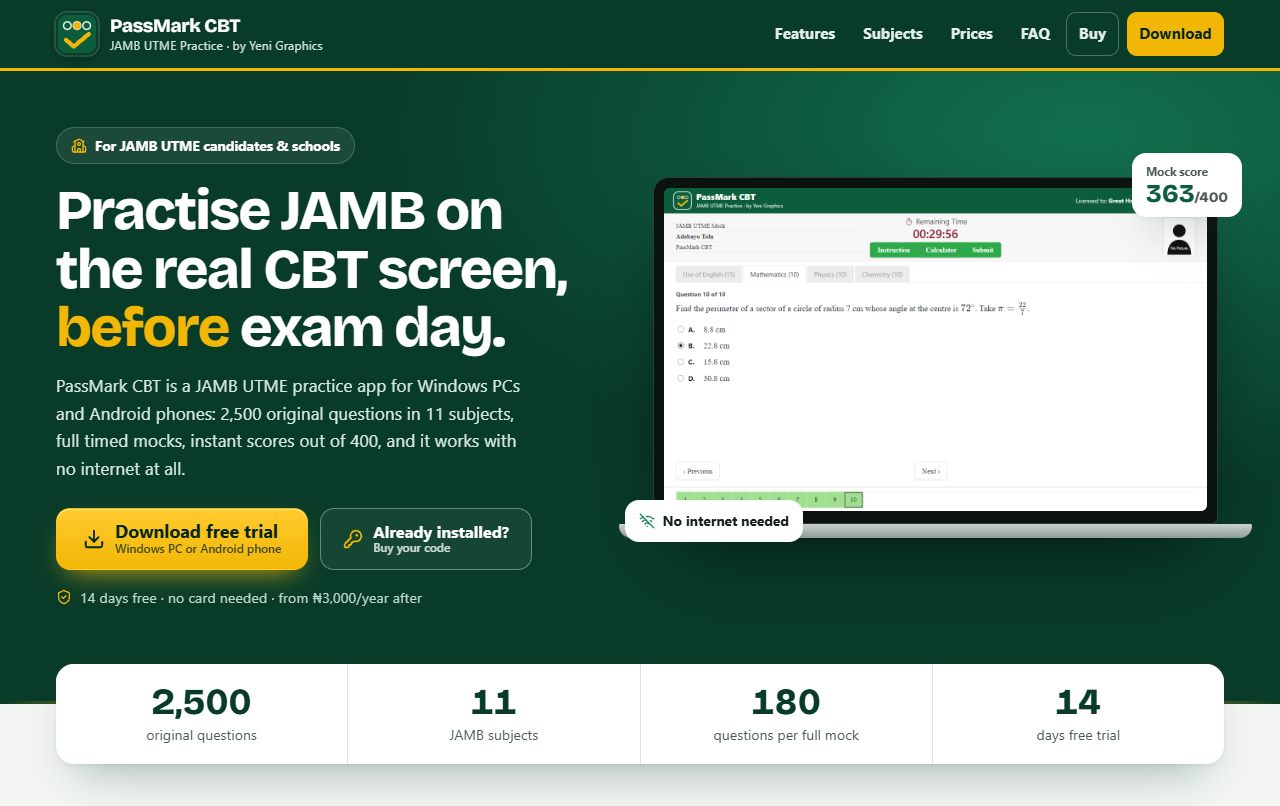 PassMark CBT
JAMB UTME Practice · by Yeni Graphics
Features
Subjects
Prices
FAQ
Buy
Download
For JAMB UTME candidates & schools
Practise JAMB on
the real CBT screen,
before exam day.
PassMark CBT is a JAMB UTME practice app for Windows PCs
and Android phones: 2,500 original questions in 11 subjects,
full timed mocks, instant scores out of 400, and it works with
no internet at all.
Download free trial
Windows PC or Android phone
Already installed?
Buy your code
14 days free · no card needed · from ₦3,000/year after
Mock score
363/400
PassMark CBT
JAMB UTME Practice · by Yeni Graphics
Licensed to: Great
JAMB UTME Mock
Adebayo Tolu
PassMark CBT
Remaining Time
00:29:56
Instruction
Calculator
Submit
No Picture
Use of English (15)
Mathematics (10)
Physics (10)
Chemistry (10)
Question 10 of 10
Find the perimeter of a sector of a circle of radius 7 cm whose angle at the centre is 72°. Take π = 22/7.
A. 8.8 cm
B. 22.8 cm
C. 15.8 cm
D. 30.8 cm
‹ Previous
Next ›
7 8 9 10
No internet needed
2,500
original questions
11
JAMB subjects
180
questions per full mock
14
days free trial